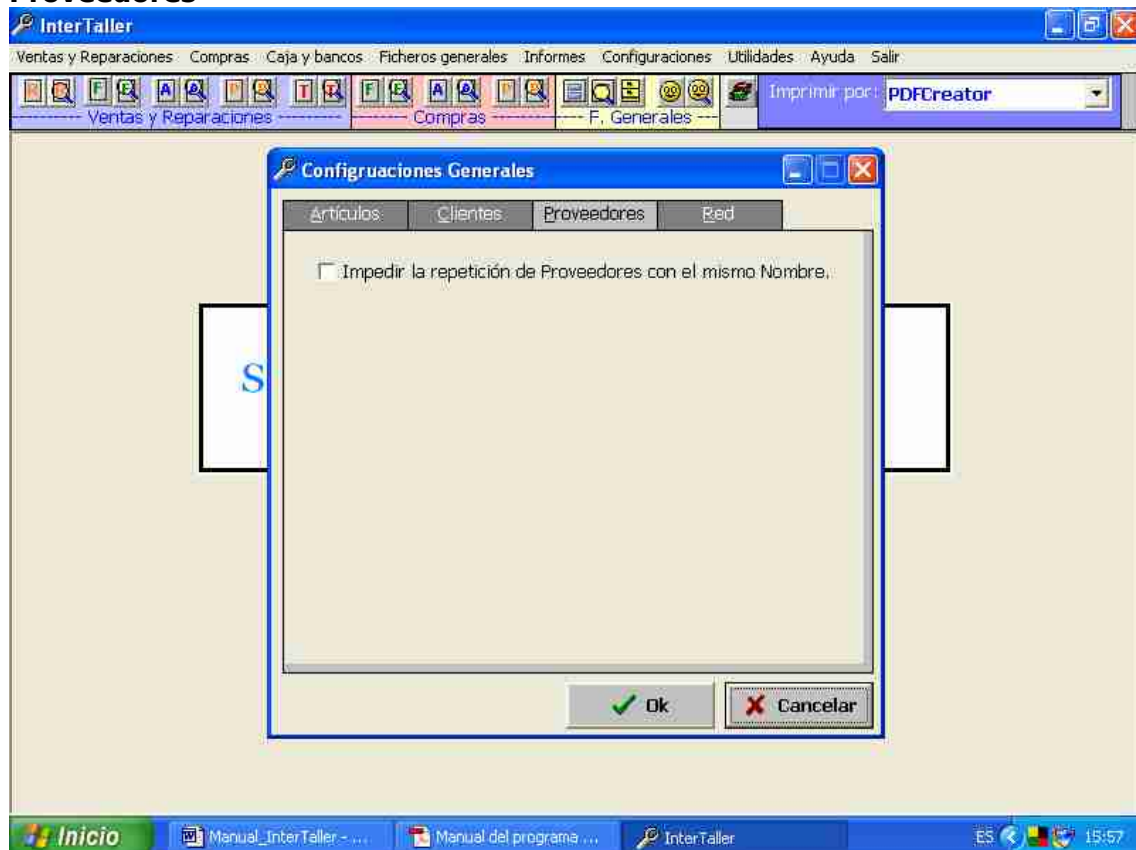 Proveedores
InterTaller
Ventas y Reparaciones Compras Caja y bancos Ficheros generales Informes Configuraciones Utilidades Ayuda Salir
R F F A A P P T T F F A A P P Imprimir por: PDFCreator
Ventas y Reparaciones Compras F. Generales
Configruaciones Generales
Artículos Clientes Proveedores Red
Impedir la repetición de Proveedores con el mismo Nombre.
S
Ok Cancelar
Inicio Manual_InterTaller - ... Manual del programa ... InterTaller ES 15:57